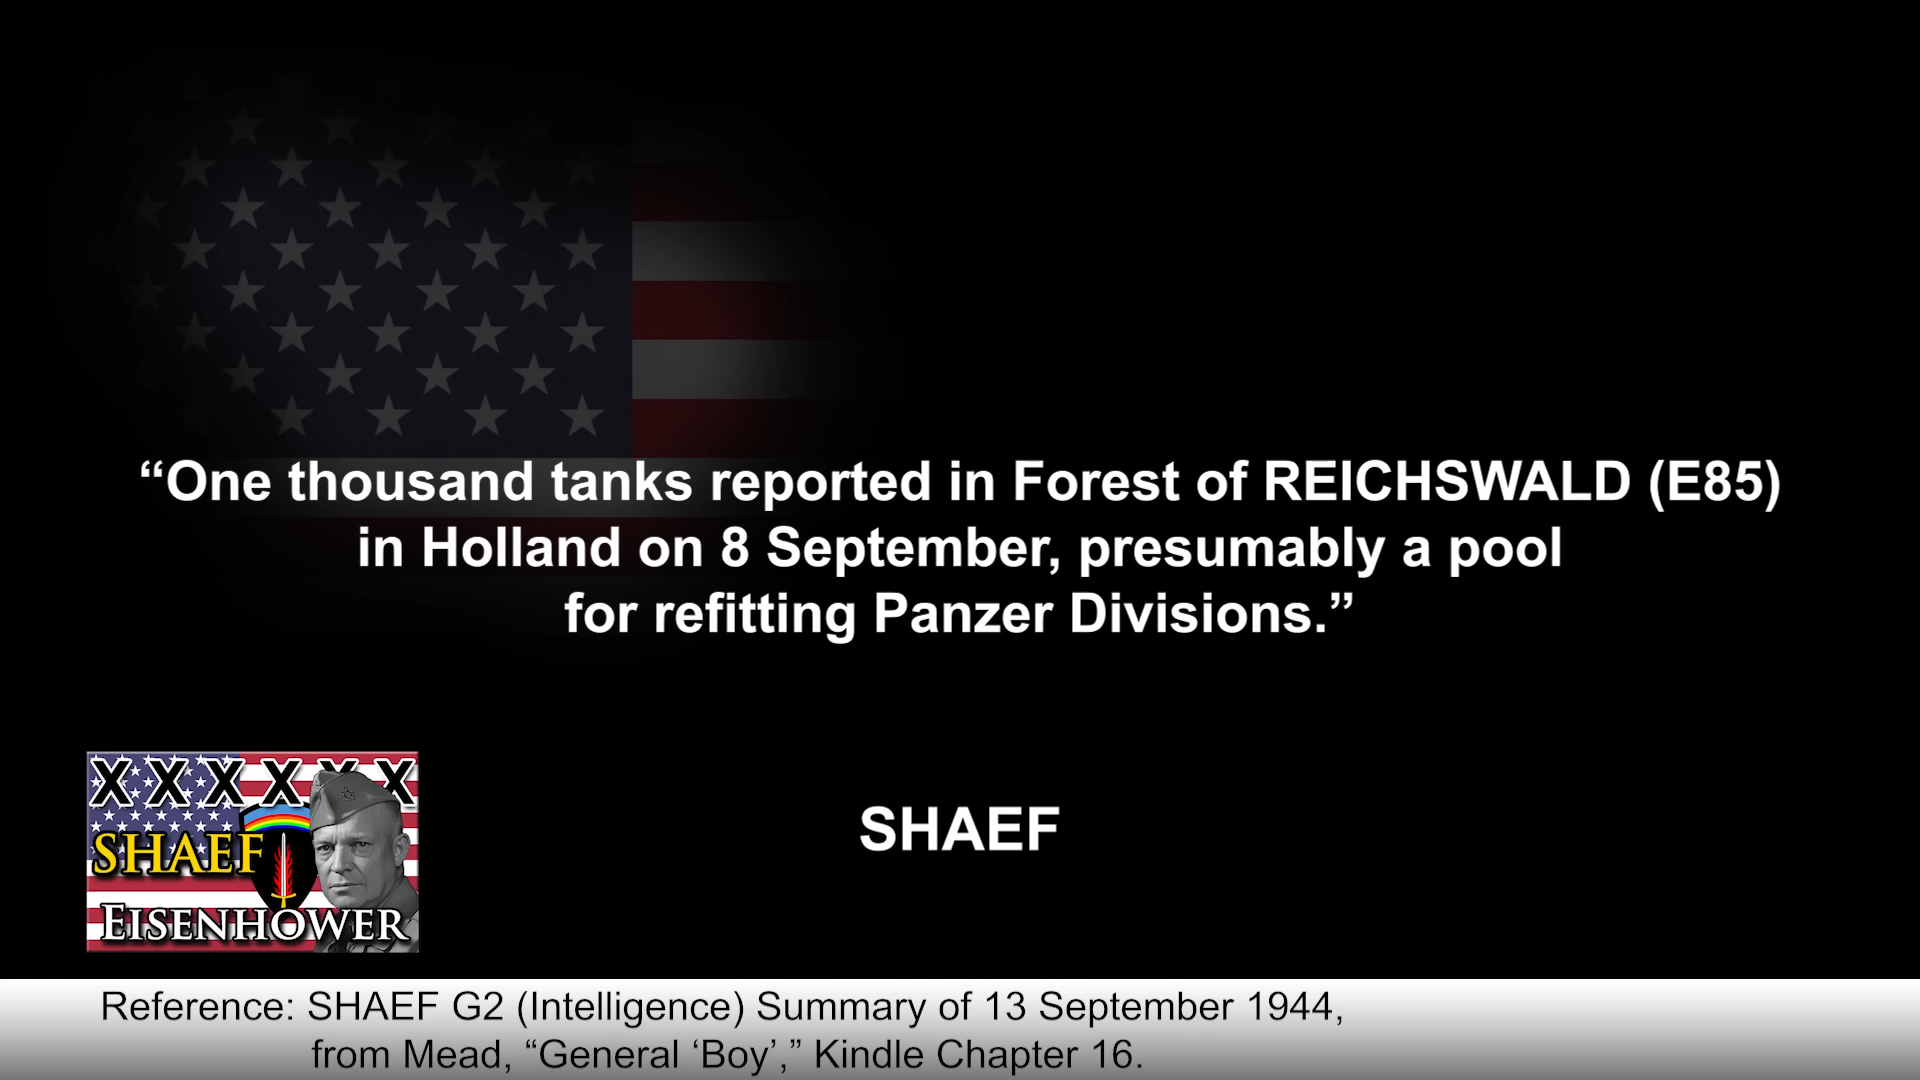 “One thousand tanks reported in Forest of REICHSWALD (E85)
in Holland on 8 September, presumably a pool
for refitting Panzer Divisions.”
XXXXXX
SHAEF
EISENHOWER
SHAEF
Reference: SHAEF G2 (Intelligence) Summary of 13 September 1944,
from Mead, “General ‘Boy’,” Kindle Chapter 16.